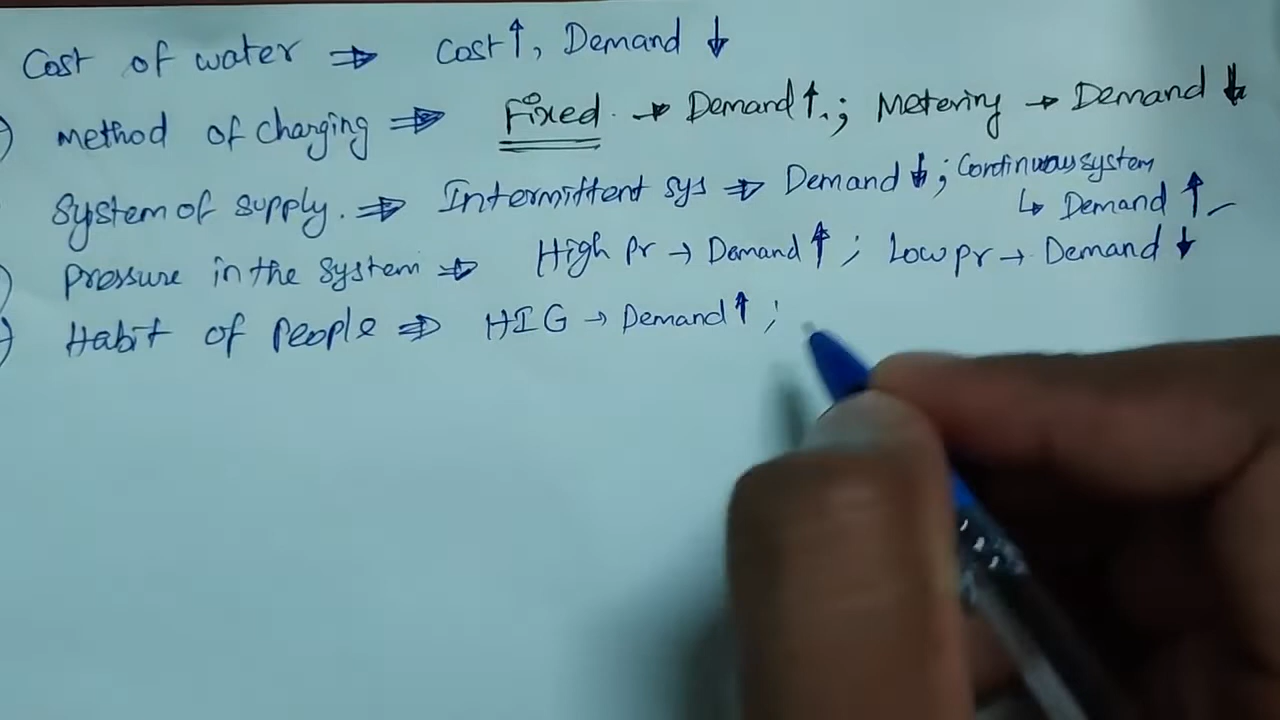 Cost of water ⇒ Cost↑, Demand ↓
) method of charging ⇒ Fixed. → Demand↑.; Metering → Demand ↓
System of supply. ⇒ Intermittent sys ⇒ Demand ↓; Continuous system
↳ Demand ↑
) pressure in the system ⇒ High pr → Demand ↑; Low pr → Demand ↓
) Habit of people ⇒ HIG → Demand↑;